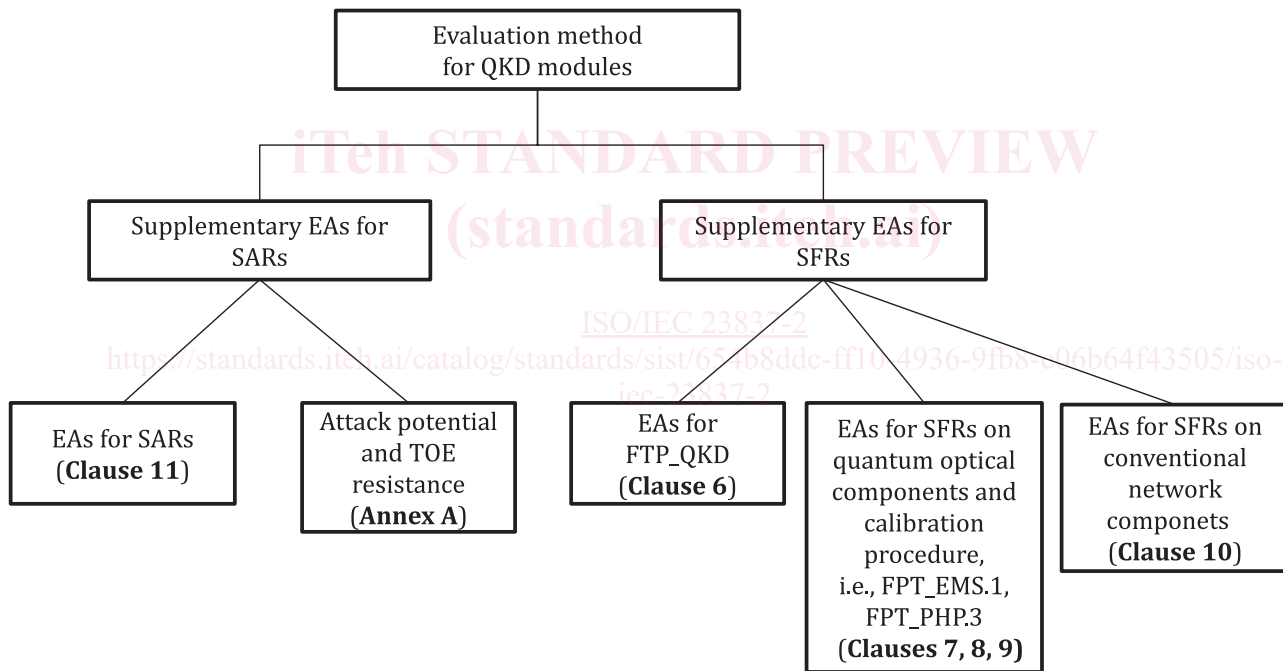 Evaluation method
for QKD modules
iTeh STANDARD PREVIEW
(standards.iteh.ai)
Supplementary EAs for
SARs
Supplementary EAs for
SFRs
ISO/IEC 23837-2
https://standards.iteh.ai/catalog/standards/sist/654b8ddc-ff10-4936-9fb8-c06b64f43505/iso-
iec-23837-2
EAs for SARs
(Clause 11)
Attack potential
and TOE
resistance
(Annex A)
EAs for
FTP_QKD
(Clause 6)
EAs for SFRs on
quantum optical
components and
calibration
procedure,
i.e., FPT_EMS.1,
FPT_PHP.3
(Clauses 7, 8, 9)
EAs for SFRs on
conventional
network
componets
(Clause 10)